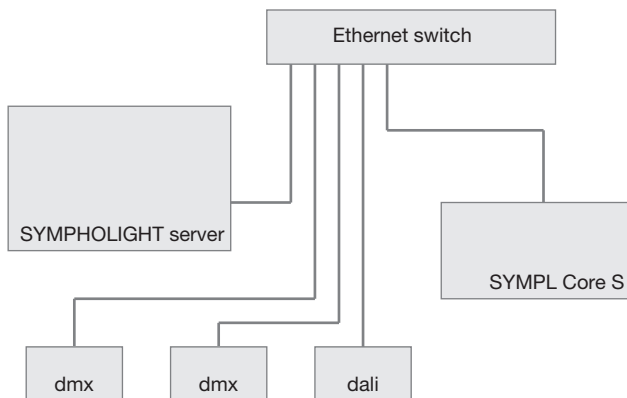 Ethernet switch
SYMPHOLIGHT server
SYMPL Core S
dmx
dmx
dali